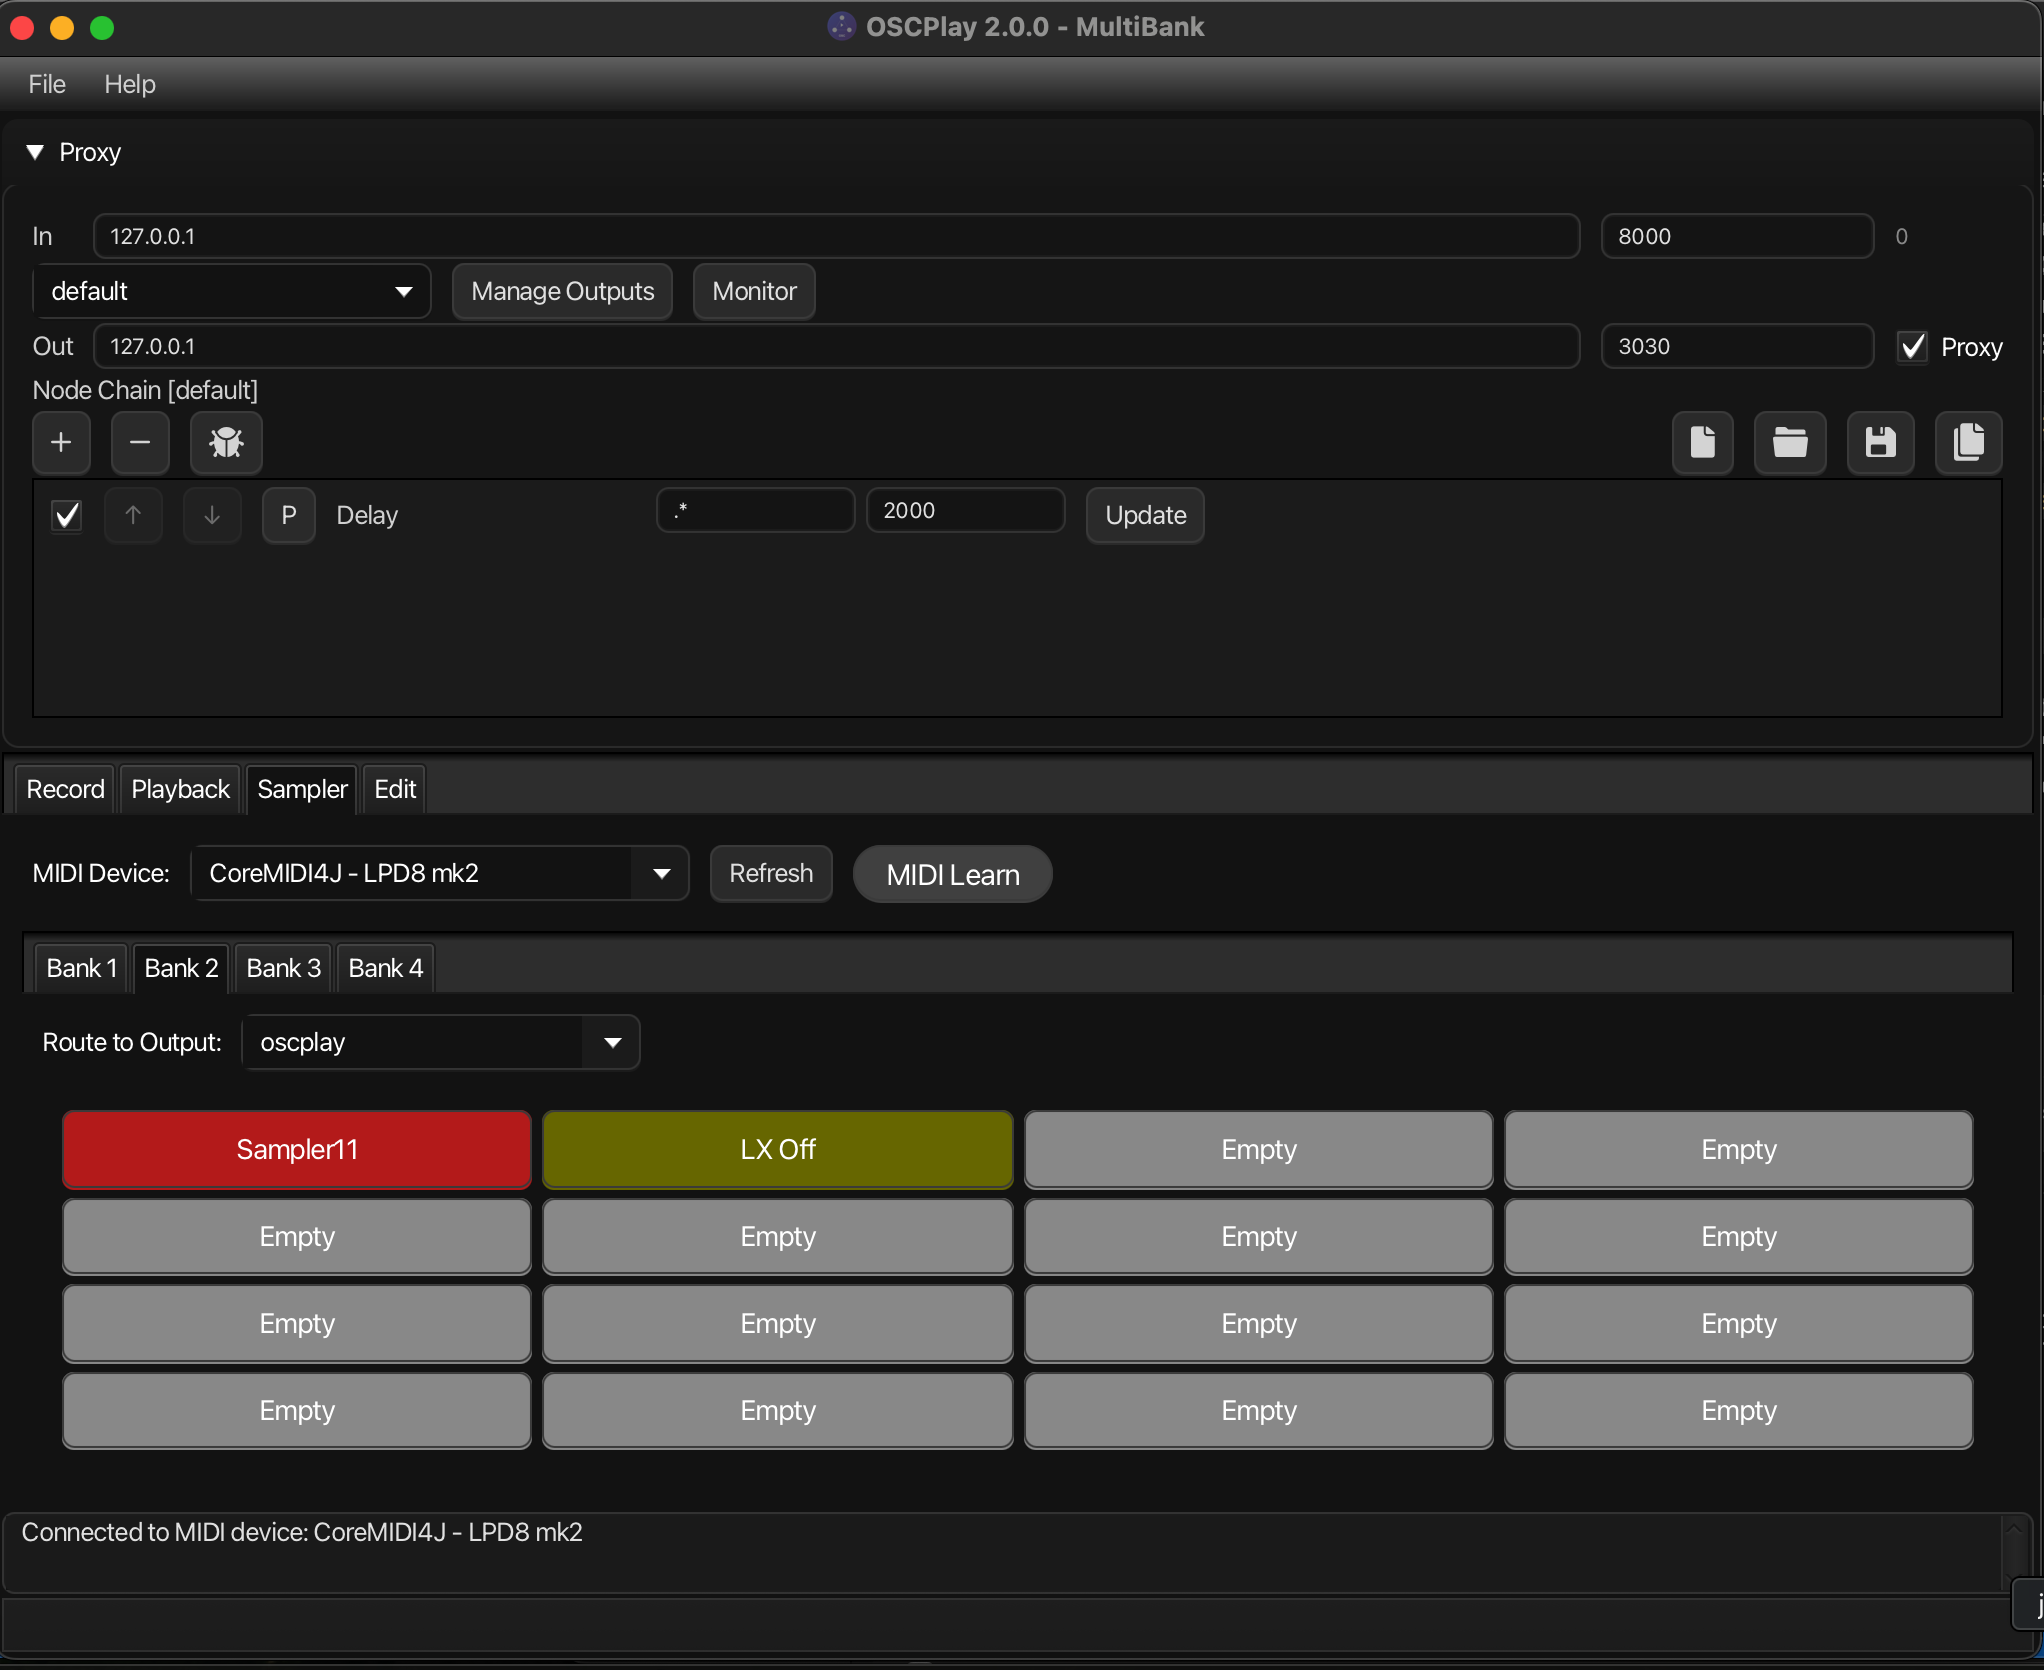 OSCPlay 2.0.0 - MultiBank
File Help
Proxy
In 127.0.0.1 8000 0
default Manage Outputs Monitor
Out 127.0.0.1 3030 Proxy
Node Chain [default]
P Delay .* 2000 Update
Record Playback Sampler Edit
MIDI Device: CoreMIDI4J - LPD8 mk2 Refresh MIDI Learn
Bank 1 Bank 2 Bank 3 Bank 4
Route to Output: oscplay
Sampler11 LX Off Empty Empty
Empty Empty Empty Empty
Empty Empty Empty Empty
Empty Empty Empty Empty
Connected to MIDI device: CoreMIDI4J - LPD8 mk2